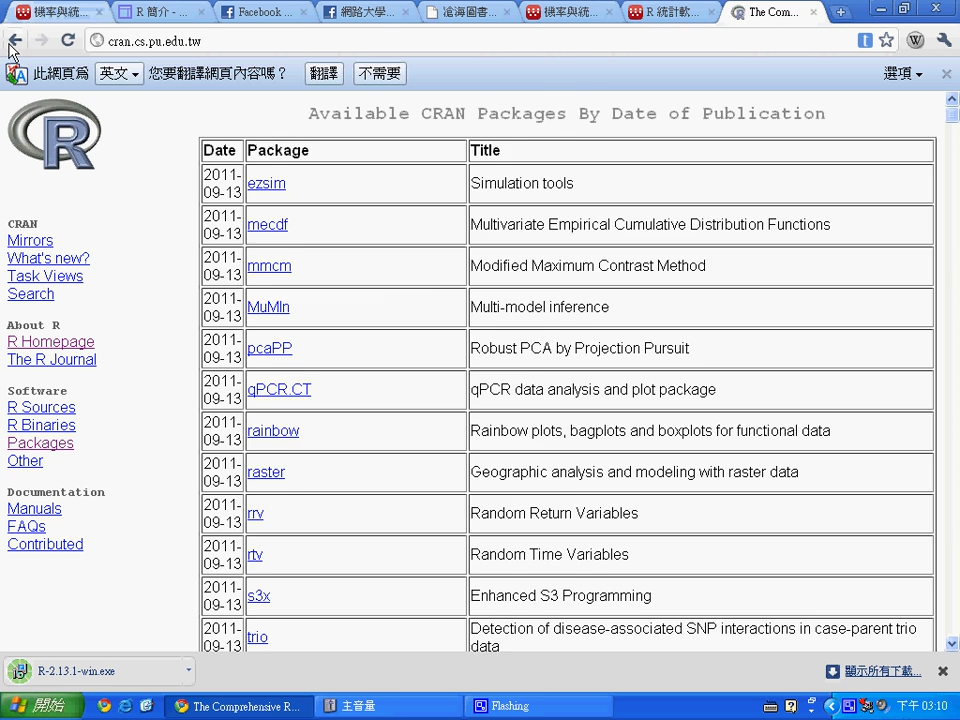 機率與統...
R 簡介 - ...
Facebook ...
網路大學...
滄海圖書...
機率與統...
R 統計軟...
The Com...
cran.cs.pu.edu.tw
此網頁為 英文 您要翻譯網頁內容嗎？ 翻譯 不需要 選項
R
Available CRAN Packages By Date of Publication
Date Package Title
2011-09-13 ezsim Simulation tools
2011-09-13 mecdf Multivariate Empirical Cumulative Distribution Functions
2011-09-13 mmcm Modified Maximum Contrast Method
2011-09-13 MuMIn Multi-model inference
2011-09-13 pcaPP Robust PCA by Projection Pursuit
2011-09-13 qPCR.CT qPCR data analysis and plot package
2011-09-13 rainbow Rainbow plots, bagplots and boxplots for functional data
2011-09-13 raster Geographic analysis and modeling with raster data
2011-09-13 rrv Random Return Variables
2011-09-13 rtv Random Time Variables
2011-09-13 s3x Enhanced S3 Programming
2011-09-13 trio Detection of disease-associated SNP interactions in case-parent trio
data
CRAN
Mirrors
What's new?
Task Views
Search
About R
R Homepage
The R Journal
Software
R Sources
R Binaries
Packages
Other
Documentation
Manuals
FAQs
Contributed
R-2.13.1-win.exe
顯示所有下載...
開始
The Comprehensive R...
主音量
Flashing
下午 03:10